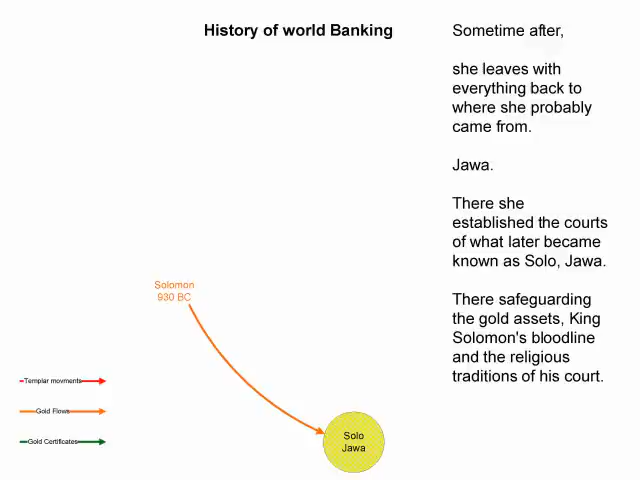 History of world Banking
Sometime after,
she leaves with
everything back to
where she probably
came from.
Jawa.
There she
established the courts
of what later became
known as Solo, Jawa.
There safeguarding
the gold assets, King
Solomon's bloodline
and the religious
traditions of his court.
Solomon
930 BC
Templar movments
Gold Flows
Gold Certificates
Solo
Jawa